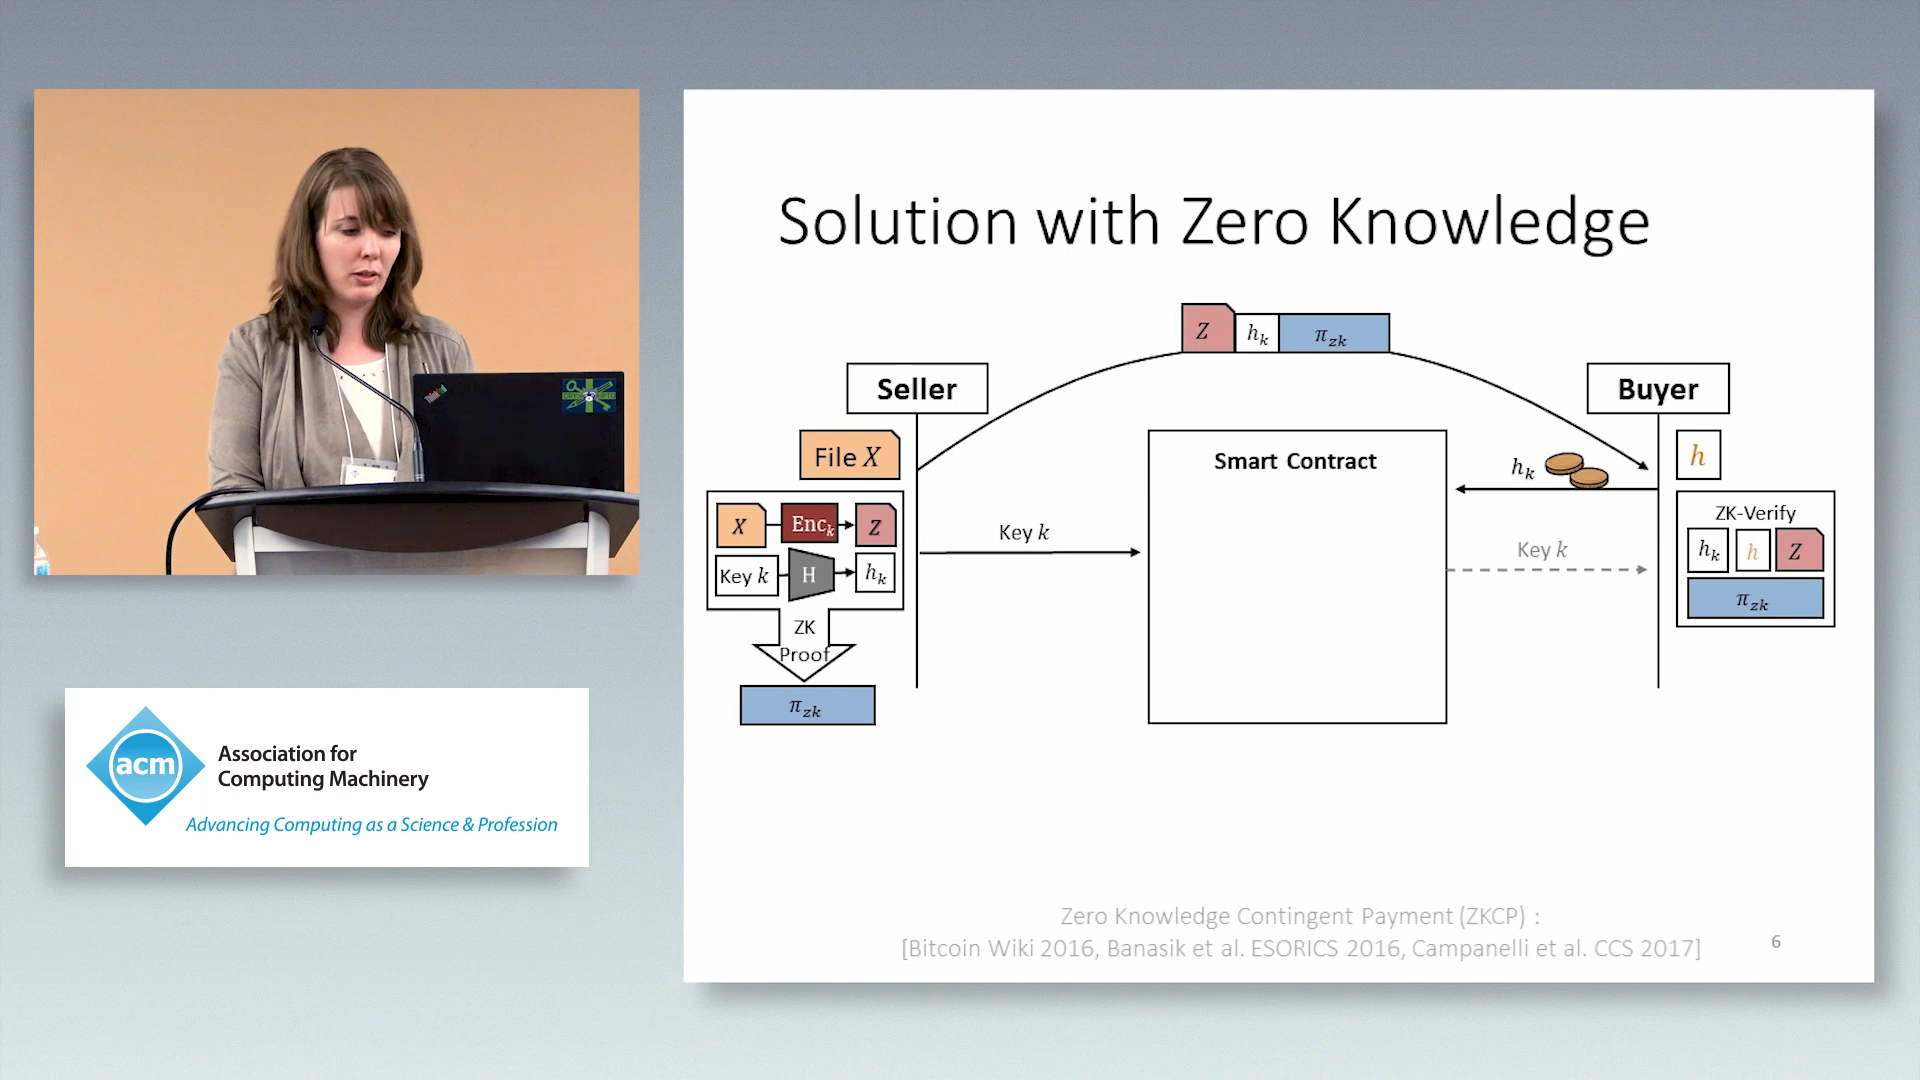 Solution with Zero Knowledge
Z h_k π_zk
Seller
Buyer
File X
Smart Contract
h
h_k
X Enc_k Z
Key k H h_k
Key k
ZK-Verify
h_k h Z
Key k
π_zk
ZK
Proof
π_zk
acm
Association for
Computing Machinery
Advancing Computing as a Science & Profession
Zero Knowledge Contingent Payment (ZKCP) :
[Bitcoin Wiki 2016, Banasik et al. ESORICS 2016, Campanelli et al. CCS 2017]
6